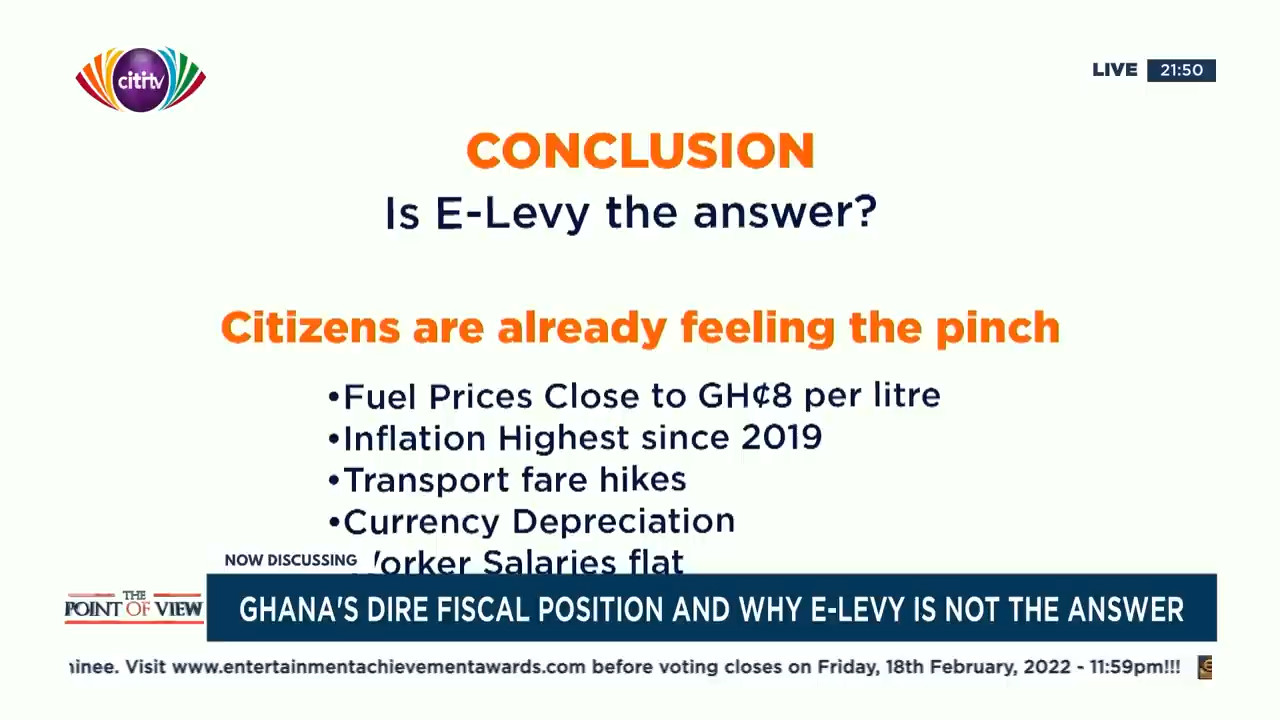 citi tv
LIVE 21:50
CONCLUSION
Is E-Levy the answer?
Citizens are already feeling the pinch
•Fuel Prices Close to GH¢8 per litre
•Inflation Highest since 2019
•Transport fare hikes
•Currency Depreciation
Worker Salaries flat
NOW DISCUSSING
THE
POINT OF VIEW
GHANA'S DIRE FISCAL POSITION AND WHY E-LEVY IS NOT THE ANSWER
Visit www.entertainmentachievementawards.com before voting closes on Friday, 18th February, 2022 - 11:59pm!!!